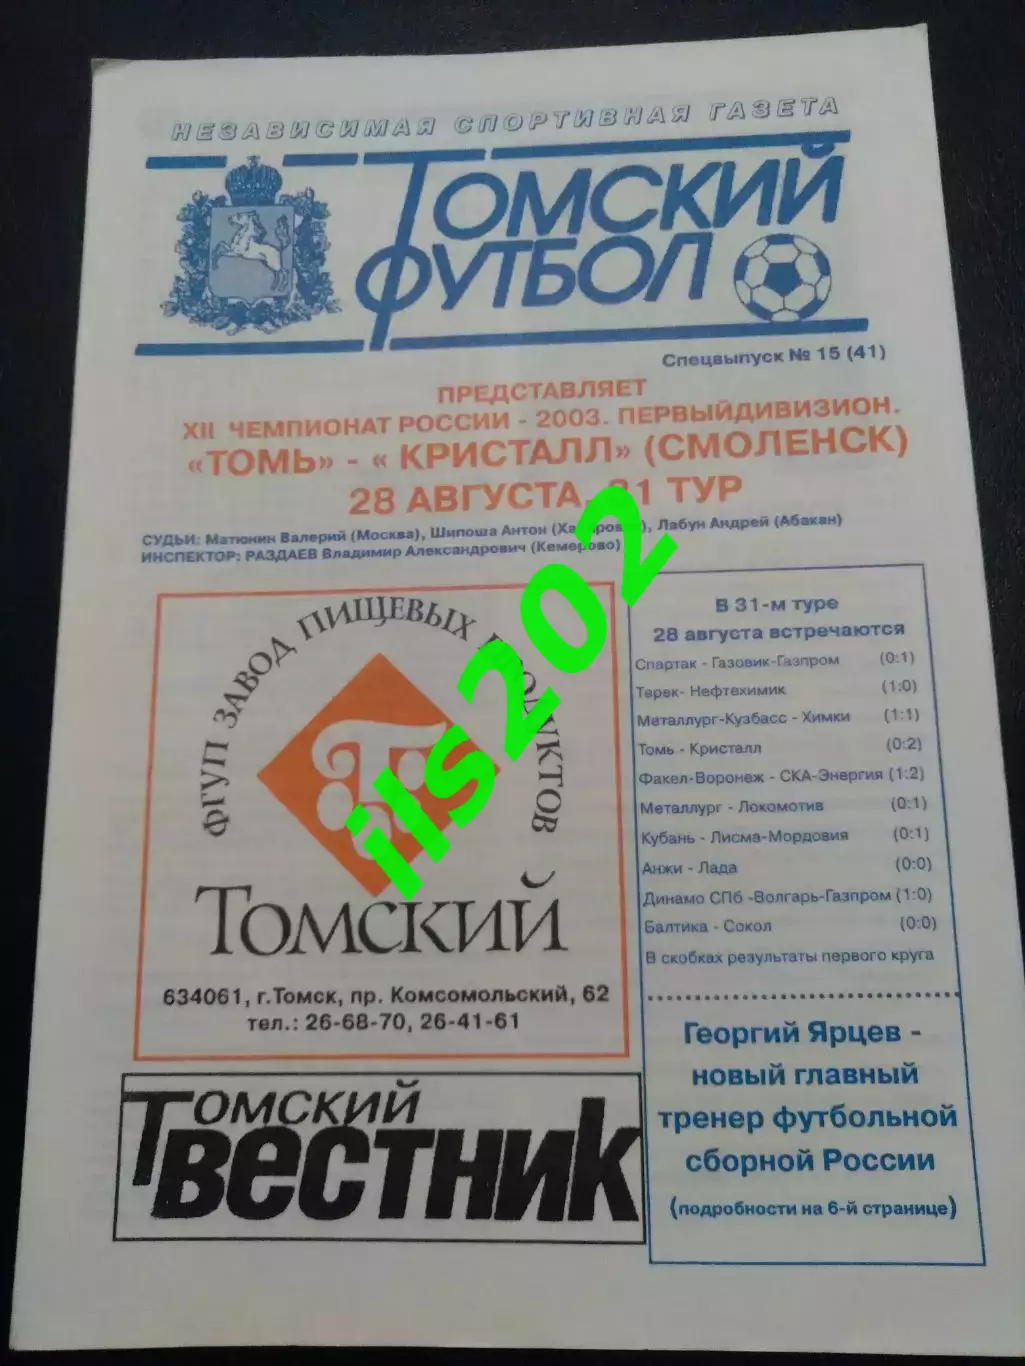 НЕЗАВИСИМАЯ СПОРТИВНАЯ ГАЗЕТА
ТОМСКИЙ
ФУТБОЛ
Спецвыпуск № 15 (41)
ПРЕДСТАВЛЯЕТ
XII ЧЕМПИОНАТ РОССИИ - 2003. ПЕРВЫЙДИВИЗИОН.
«ТОМЬ» - « КРИСТАЛЛ» (СМОЛЕНСК)
28 АВГУСТА, 31 ТУР
СУДЬИ: Матюнин Валерий (Москва), Шипоша Антон Лабун Андрей (Абакан)
ИНСПЕКТОР: РАЗДАЕВ Владимир Александрович (Кемерово)
ФГУП ЗАВОД ПИЩЕВЫХ ПРОДУКТОВ
ТОМСКИЙ
634061, г.Томск, пр. Комсомольский, 62
тел.: 26-68-70, 26-41-61
ТОМСКИЙ
ВЕСТНИК
В 31-м туре
28 августа встречаются
Спартак - Газовик-Газпром (0:1)
Терек- Нефтехимик (1:0)
Металлург-Кузбасс - Химки (1:1)
Томь - Кристалл (0:2)
Факел-Воронеж - СКА-Энергия (1:2)
Металлург - Локомотив (0:1)
Кубань - Лисма-Мордовия (0:1)
Анжи - Лада (0:0)
Динамо СПб -Волгарь-Газпром (1:0)
Балтика - Сокол (0:0)
В скобках результаты первого круга
Георгий Ярцев -
новый главный
тренер футбольной
сборной России
(подробности на 6-й странице)
ils202